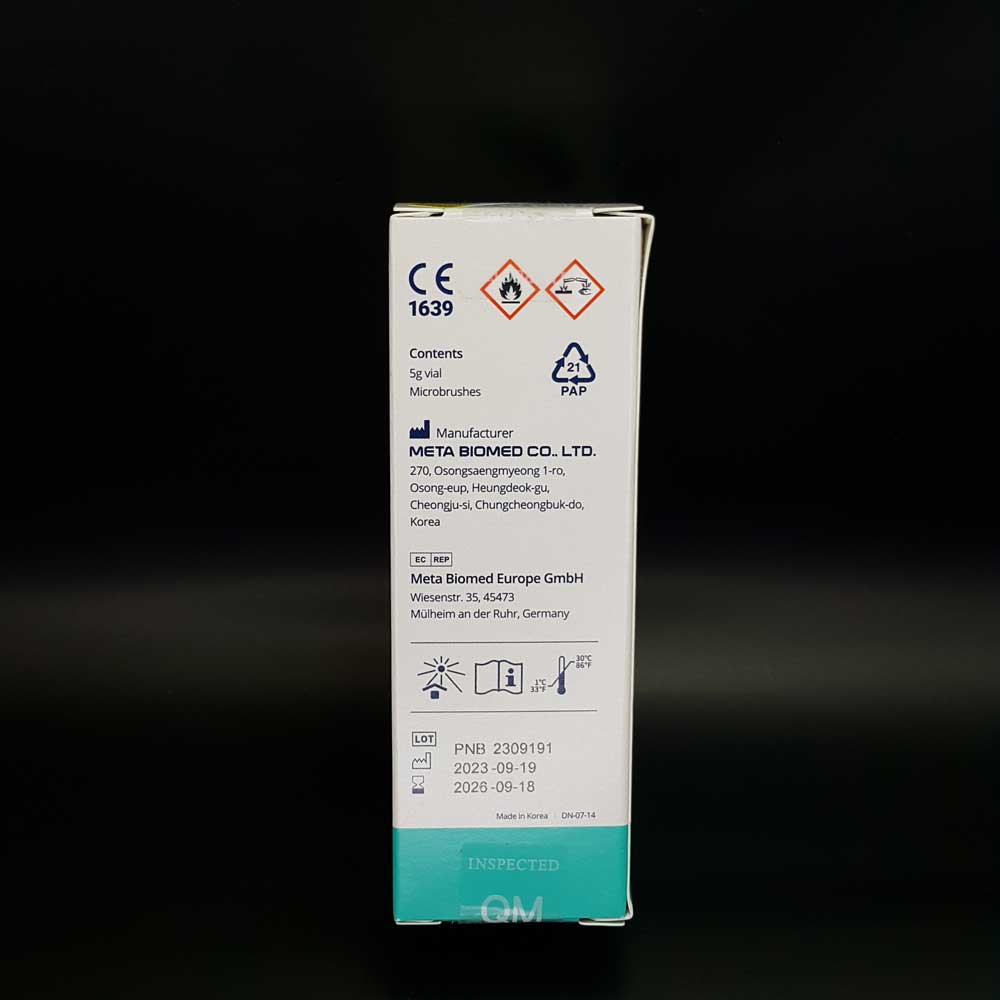 CE
1639
Contents
5g vial
Microbrushes
21
PAP
Manufacturer
META BIOMED CO., LTD.
270, Osongsaengmyeong 1-ro,
Osong-eup, Heungdeok-gu,
Cheongju-si, Chungcheongbuk-do,
Korea
EC REP
Meta Biomed Europe GmbH
Wiesenstr. 35, 45473
Mülheim an der Ruhr, Germany
i
30°C
86°F
1°C
33°F
LOT
PNB 2309191
2023-09-19
2026-09-18
Made in Korea DN-07-14
INSPECTED
QM